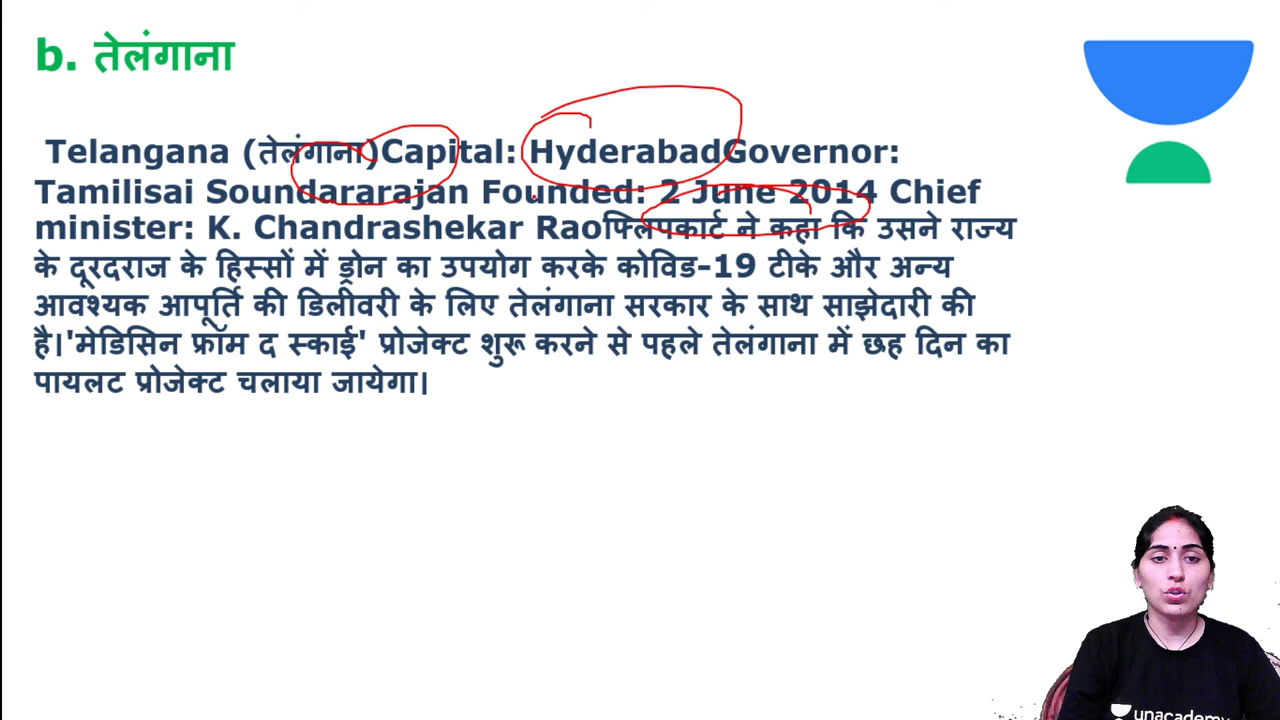 b. तेलंगाना
Telangana (तेलंगाना)Capital: HyderabadGovernor:
Tamilisai Soundararajan Founded: 2 June 2014 Chief
minister: K. Chandrashekar Raoफ्लिपकार्ट ने कहा कि उसने राज्य
के दूरदराज के हिस्सों में ड्रोन का उपयोग करके कोविड-19 टीके और अन्य
आवश्यक आपूर्ति की डिलीवरी के लिए तेलंगाना सरकार के साथ साझेदारी की
है।'मेडिसिन फ्रॉम द स्काई' प्रोजेक्ट शुरू करने से पहले तेलंगाना में छह दिन का
पायलट प्रोजेक्ट चलाया जायेगा।
unacademy